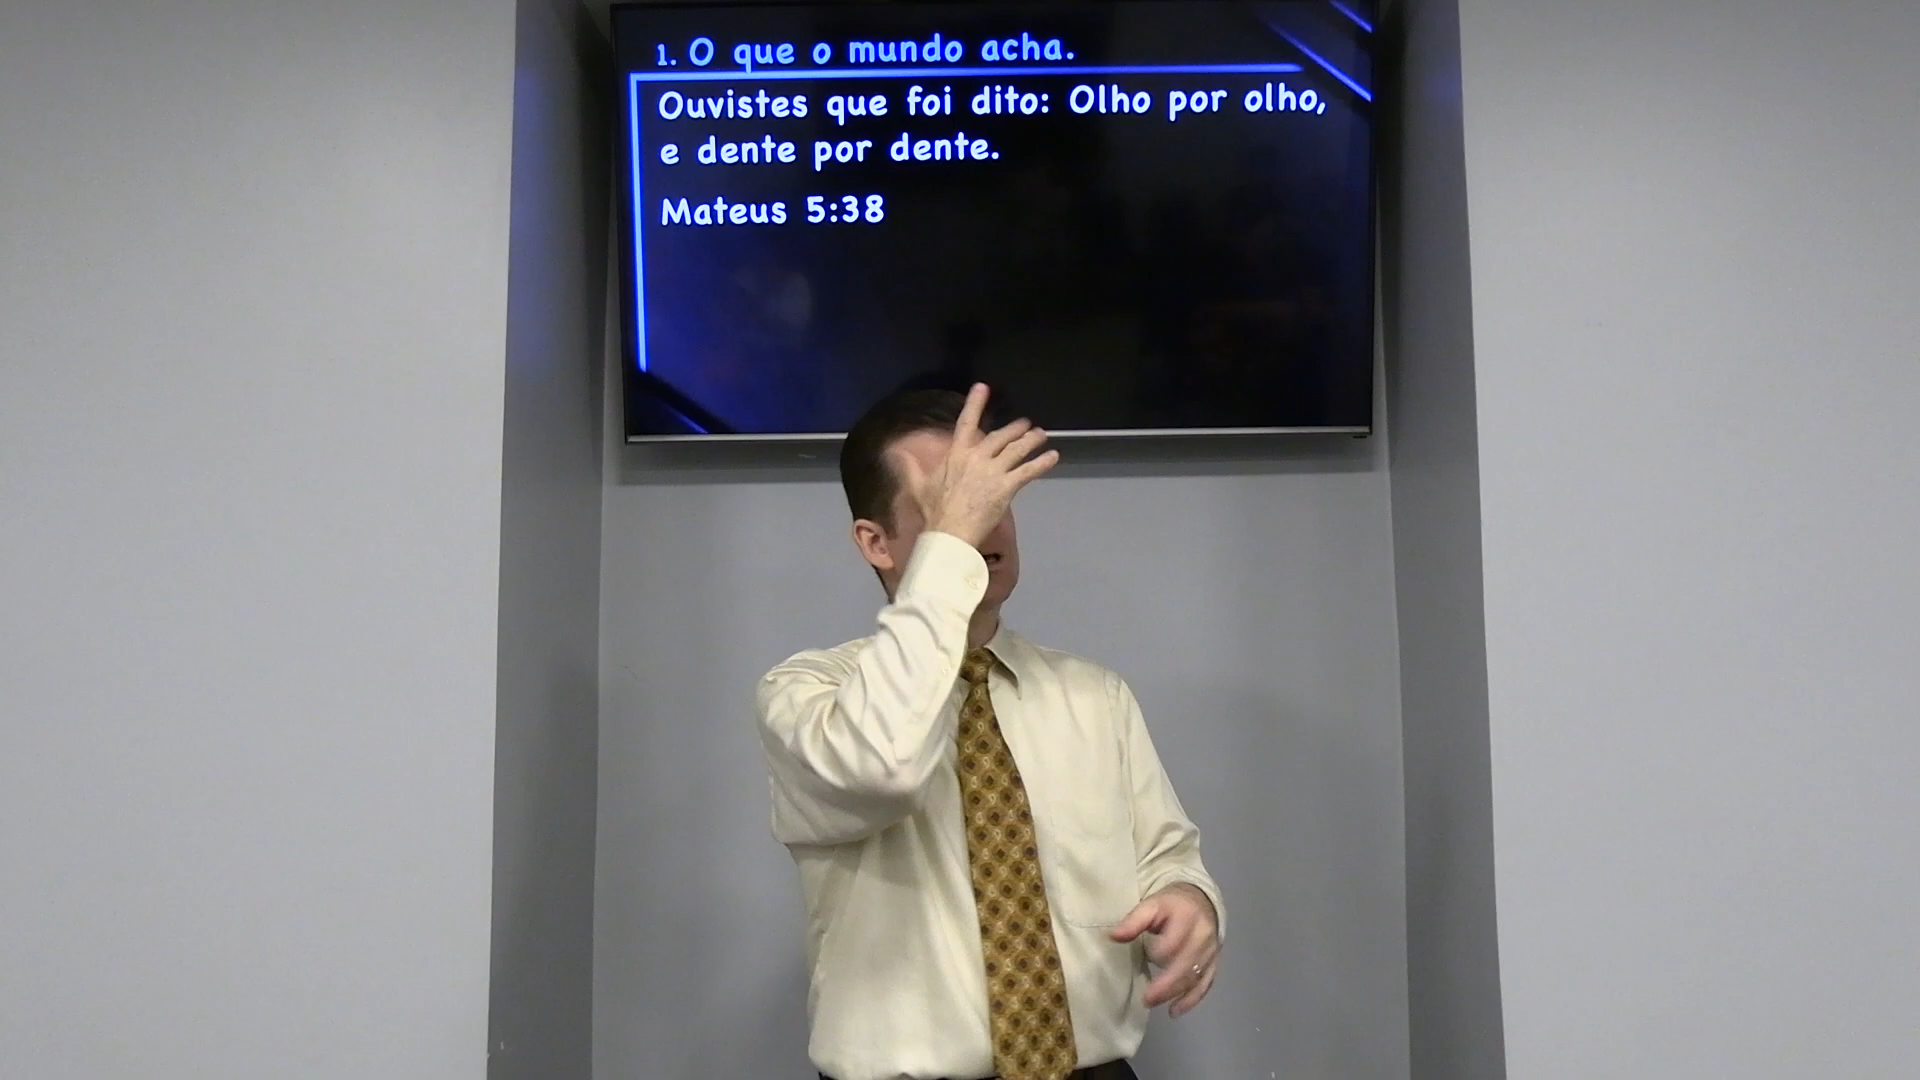 1. O que o mundo acha.
Ouvistes que foi dito: Olho por olho,
e dente por dente.
Mateus 5:38